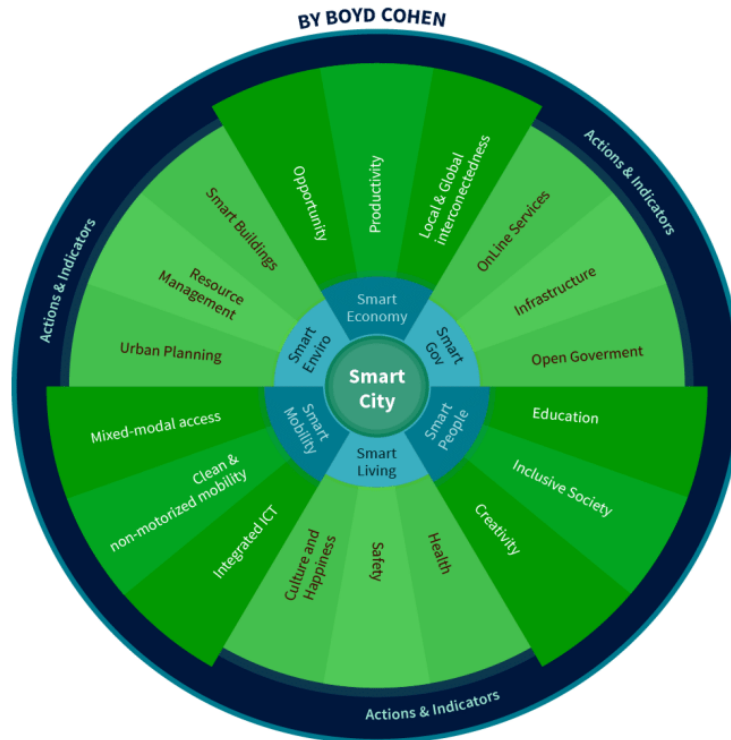 BY BOYD COHEN
Actions & Indicators
Actions & Indicators
Actions & Indicators
Opportunity
Productivity
Local & Global
interconectedness
OnLine Services
Infrastructure
Open Goverment
Education
Inclusive Society
Creativity
Health
Safety
Culture and
Happiness
Integrated ICT
Clean &
non-motorized mobility
Mixed-modal access
Urban Planning
Resource
Management
Smart Buildings
Smart
Economy
Smart
Gov
Smart
People
Smart
Living
Smart
Mobility
Smart
Enviro
Smart
City